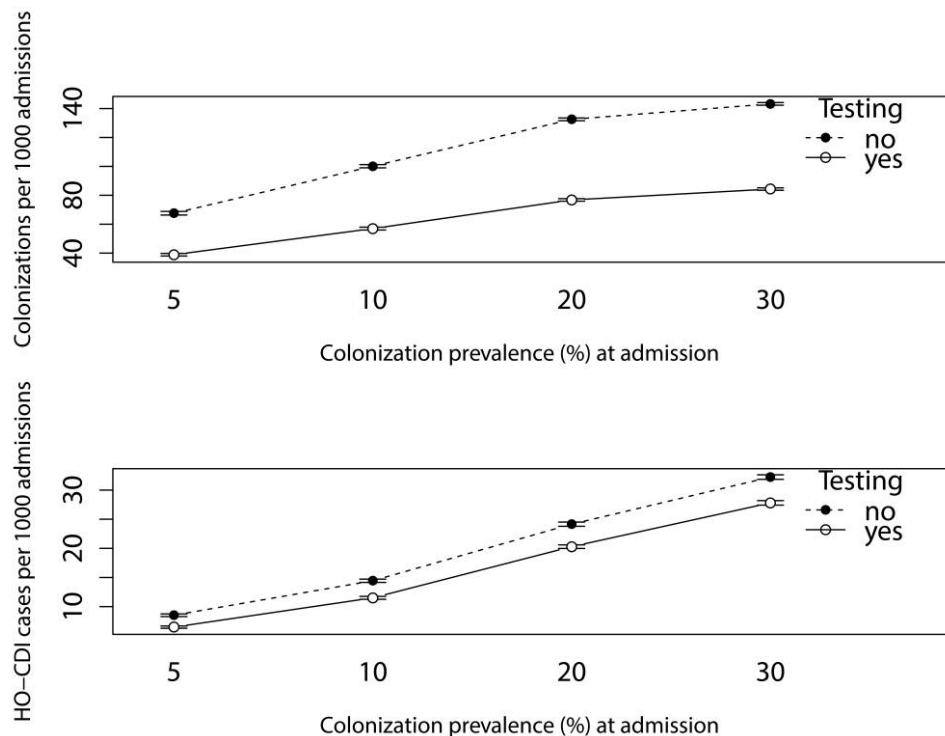 Colonizations per 1000 admissions
140
80
40
Testing
no
yes
5 10 20 30
Colonization prevalence (%) at admission
HO−CDI cases per 1000 admissions
30
20
10
Testing
no
yes
5 10 20 30
Colonization prevalence (%) at admission